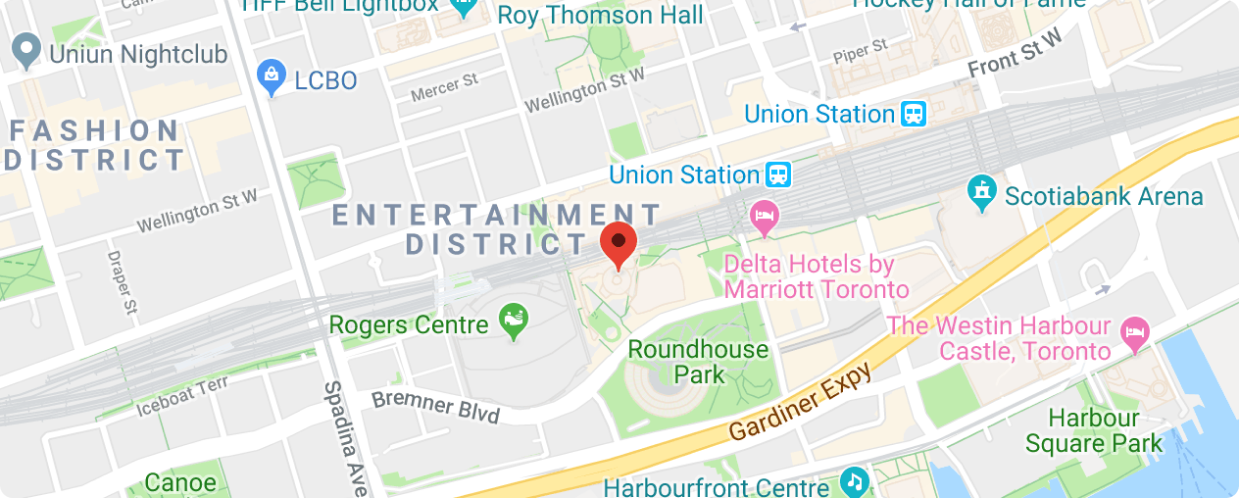 TIFF Bell Lightbox
Roy Thomson Hall
Hockey Hall of Fame
Uniun Nightclub
LCBO
Mercer St
Wellington St W
Piper St
Front St W
Union Station
FASHION
DISTRICT
Union Station
Scotiabank Arena
Wellington St W
ENTERTAINMENT
DISTRICT
Draper St
Delta Hotels by
Marriott Toronto
Rogers Centre
The Westin Harbour
Castle, Toronto
Roundhouse
Park
Iceboat Terr
Spadina Ave
Bremner Blvd
Gardiner Expy
Harbour
Square Park
Canoe
Harbourfront Centre